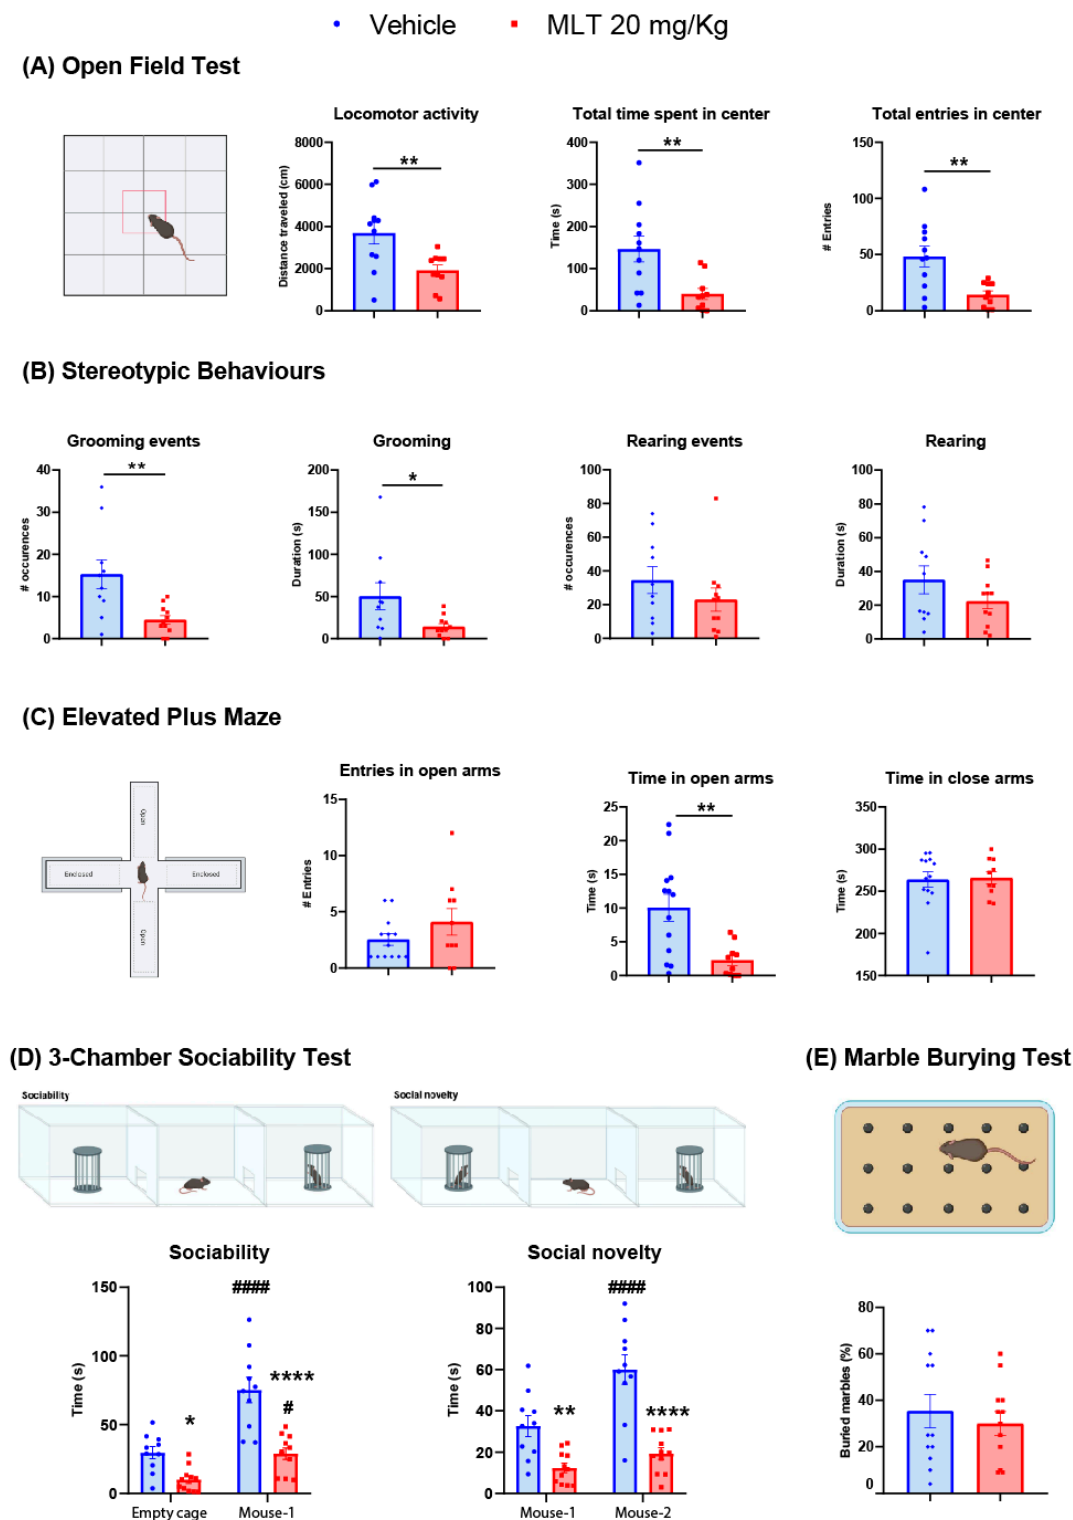 Vehicle MLT 20 mg/Kg
(A) Open Field Test
Locomotor activity
8000
6000
4000
2000
0
Distance traveled (cm)
**
Total time spent in center
400
300
200
100
0
Time (s)
**
Total entries in center
150
100
50
0
# Entries
**
(B) Stereotypic Behaviours
Grooming events
40
30
20
10
0
# occurences
**
Grooming
200
150
100
50
0
Duration (s)
*
Rearing events
100
80
60
40
20
0
# occurences
Rearing
100
80
60
40
20
0
Duration (s)
(C) Elevated Plus Maze
Open
Enclosed
Enclosed
Open
Entries in open arms
15
10
5
0
# Entries
Time in open arms
25
20
15
10
5
0
Time (s)
**
Time in close arms
350
300
250
200
150
Time (s)
(D) 3-Chamber Sociability Test
Sociability
Social novelty
Sociability
150
100
50
0
Time (s)
*
####
****
#
Empty cage Mouse-1
Social novelty
100
80
60
40
20
0
Time (s)
**
####
****
Mouse-1 Mouse-2
(E) Marble Burying Test
80
60
40
20
0
Buried marbles (%)